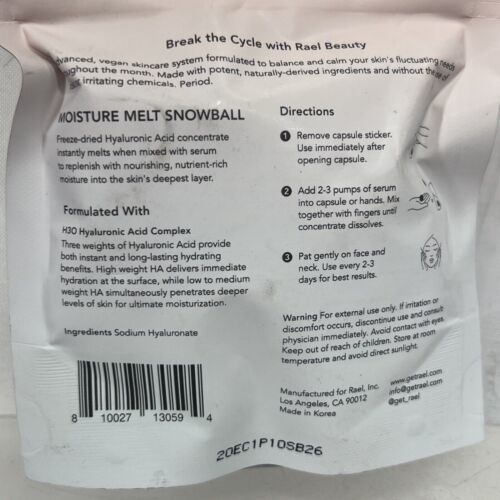 Break the Cycle with Rael Beauty
advanced, vegan skincare system formulated to balance and calm your skin's fluctuating needs
throughout the month. Made with potent, naturally-derived ingredients and without the use of
irritating chemicals. Period.
MOISTURE MELT SNOWBALL
Freeze-dried Hyaluronic Acid concentrate
instantly melts when mixed with serum
to replenish with nourishing, nutrient-rich
moisture into the skin's deepest layer.
Formulated With
H3O Hyaluronic Acid Complex
Three weights of Hyaluronic Acid provide
both instant and long-lasting hydrating
benefits. High weight HA delivers immediate
hydration at the surface, while low to medium
weight HA simultaneously penetrates deeper
levels of skin for ultimate moisturization.
Ingredients Sodium Hyaluronate
8 10027 13059 4
Directions
1 Remove capsule sticker.
Use immediately after
opening capsule.
2 Add 2-3 pumps of serum
into capsule or hands. Mix
together with fingers until
concentrate dissolves.
3 Pat gently on face and
neck. Use every 2-3
days for best results.
Warning For external use only. If irritation or
discomfort occurs, discontinue use and consult
physician immediately. Avoid contact with eyes.
Keep out of reach of children. Store at room
temperature and avoid direct sunlight.
Manufactured for Rael, Inc.
Los Angeles, CA 90012
Made in Korea
www.getrael.com
info@getrael.com
@get_rael
20EC1P10SB26